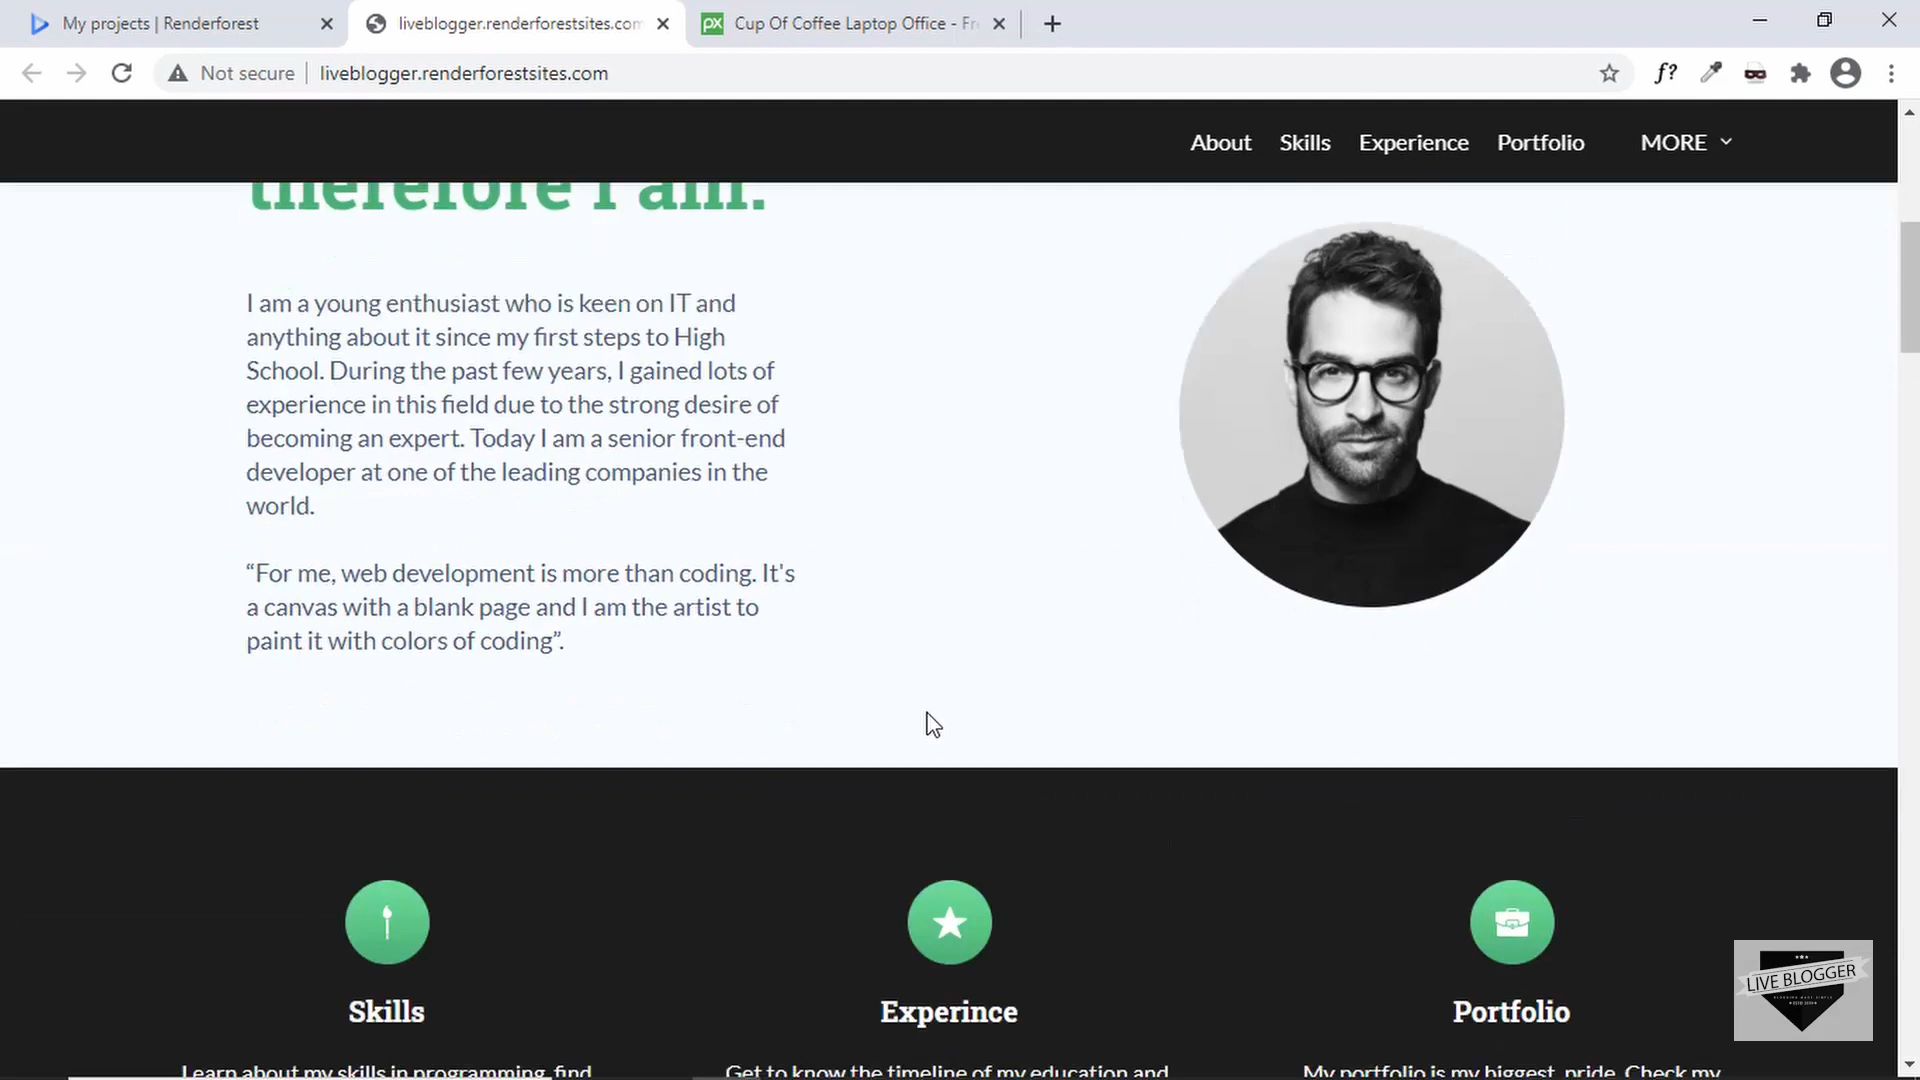 My projects | Renderforest
liveblogger.renderforestsites.com
Cup Of Coffee Laptop Office - Fr
Not secure
liveblogger.renderforestsites.com
About Skills Experience Portfolio MORE
therefore I am.
I am a young enthusiast who is keen on IT and
anything about it since my first steps to High
School. During the past few years, I gained lots of
experience in this field due to the strong desire of
becoming an expert. Today I am a senior front-end
developer at one of the leading companies in the
world.
“For me, web development is more than coding. It's
a canvas with a blank page and I am the artist to
paint it with colors of coding”.
Skills
Experince
Portfolio
Learn about my skills in programming, find
Get to know the timeline of my education and
My portfolio is my biggest pride. Check my
LIVE BLOGGER
px
f?